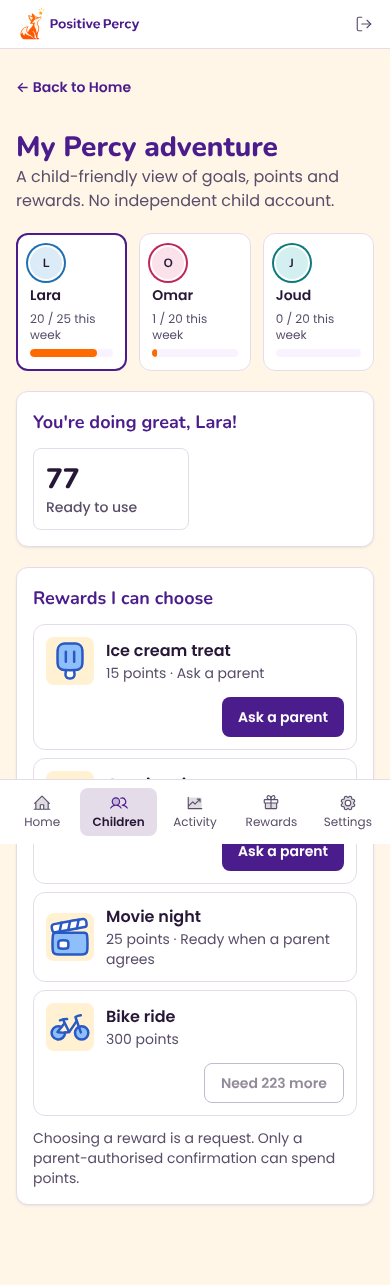 Positive Percy
← Back to Home
My Percy adventure
A child-friendly view of goals, points and
rewards. No independent child account.
L
Lara
20 / 25 this
week
O
Omar
1 / 20 this
week
J
Joud
0 / 20 this
week
You're doing great, Lara!
77
Ready to use
Rewards I can choose
Ice cream treat
15 points · Ask a parent
Ask a parent
Home
Children
Activity
Rewards
Settings
Ask a parent
Movie night
25 points · Ready when a parent
agrees
Bike ride
300 points
Need 223 more
Choosing a reward is a request. Only a
parent-authorised confirmation can spend
points.